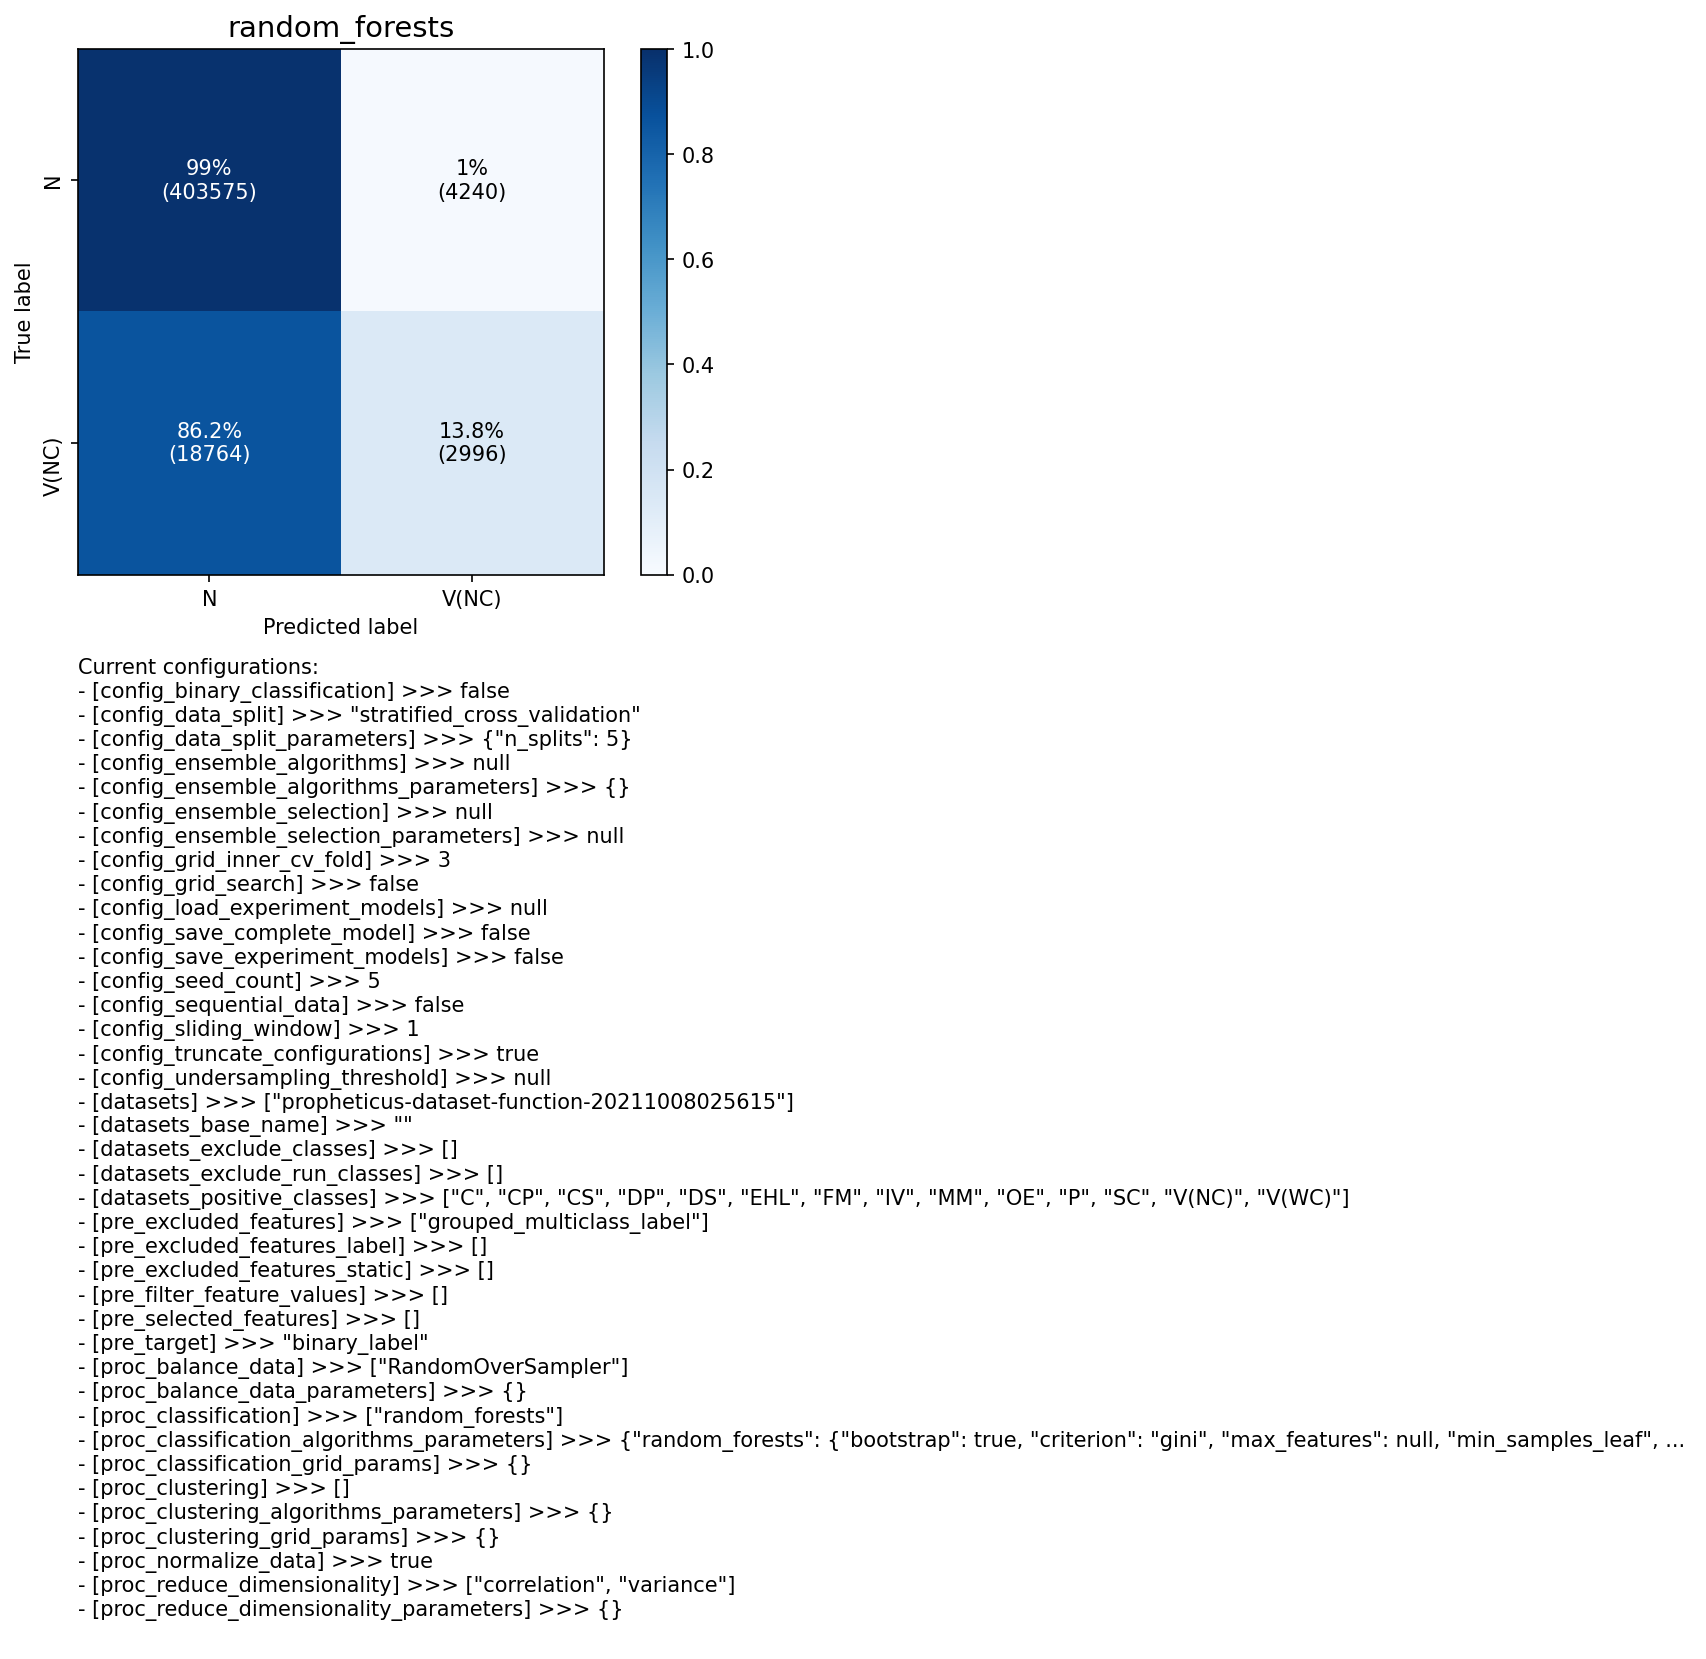 random_forests
99%
(403575)
1%
(4240)
N
86.2%
(18764)
13.8%
(2996)
V(NC)
True label
N
V(NC)
Predicted label
1.0
0.8
0.6
0.4
0.2
0.0
Current configurations:
- [config_binary_classification] >>> false
- [config_data_split] >>> "stratified_cross_validation"
- [config_data_split_parameters] >>> {"n_splits": 5}
- [config_ensemble_algorithms] >>> null
- [config_ensemble_algorithms_parameters] >>> {}
- [config_ensemble_selection] >>> null
- [config_ensemble_selection_parameters] >>> null
- [config_grid_inner_cv_fold] >>> 3
- [config_grid_search] >>> false
- [config_load_experiment_models] >>> null
- [config_save_complete_model] >>> false
- [config_save_experiment_models] >>> false
- [config_seed_count] >>> 5
- [config_sequential_data] >>> false
- [config_sliding_window] >>> 1
- [config_truncate_configurations] >>> true
- [config_undersampling_threshold] >>> null
- [datasets] >>> ["propheticus-dataset-function-20211008025615"]
- [datasets_base_name] >>> ""
- [datasets_exclude_classes] >>> []
- [datasets_exclude_run_classes] >>> []
- [datasets_positive_classes] >>> ["C", "CP", "CS", "DP", "DS", "EHL", "FM", "IV", "MM", "OE", "P", "SC", "V(NC)", "V(WC)"]
- [pre_excluded_features] >>> ["grouped_multiclass_label"]
- [pre_excluded_features_label] >>> []
- [pre_excluded_features_static] >>> []
- [pre_filter_feature_values] >>> []
- [pre_selected_features] >>> []
- [pre_target] >>> "binary_label"
- [proc_balance_data] >>> ["RandomOverSampler"]
- [proc_balance_data_parameters] >>> {}
- [proc_classification] >>> ["random_forests"]
- [proc_classification_algorithms_parameters] >>> {"random_forests": {"bootstrap": true, "criterion": "gini", "max_features": null, "min_samples_leaf", ...
- [proc_classification_grid_params] >>> {}
- [proc_clustering] >>> []
- [proc_clustering_algorithms_parameters] >>> {}
- [proc_clustering_grid_params] >>> {}
- [proc_normalize_data] >>> true
- [proc_reduce_dimensionality] >>> ["correlation", "variance"]
- [proc_reduce_dimensionality_parameters] >>> {}